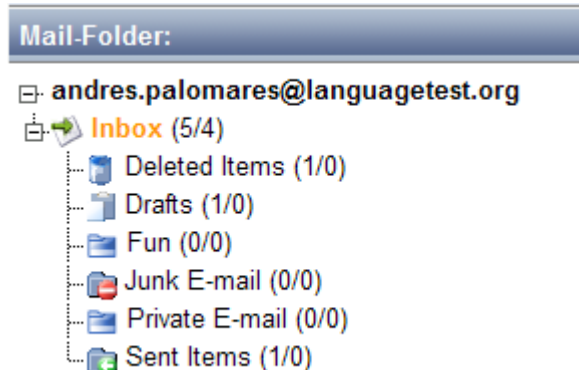 Mail-Folder:
andres.palomares@languagetest.org
Inbox (5/4)
Deleted Items (1/0)
Drafts (1/0)
Fun (0/0)
Junk E-mail (0/0)
Private E-mail (0/0)
Sent Items (1/0)